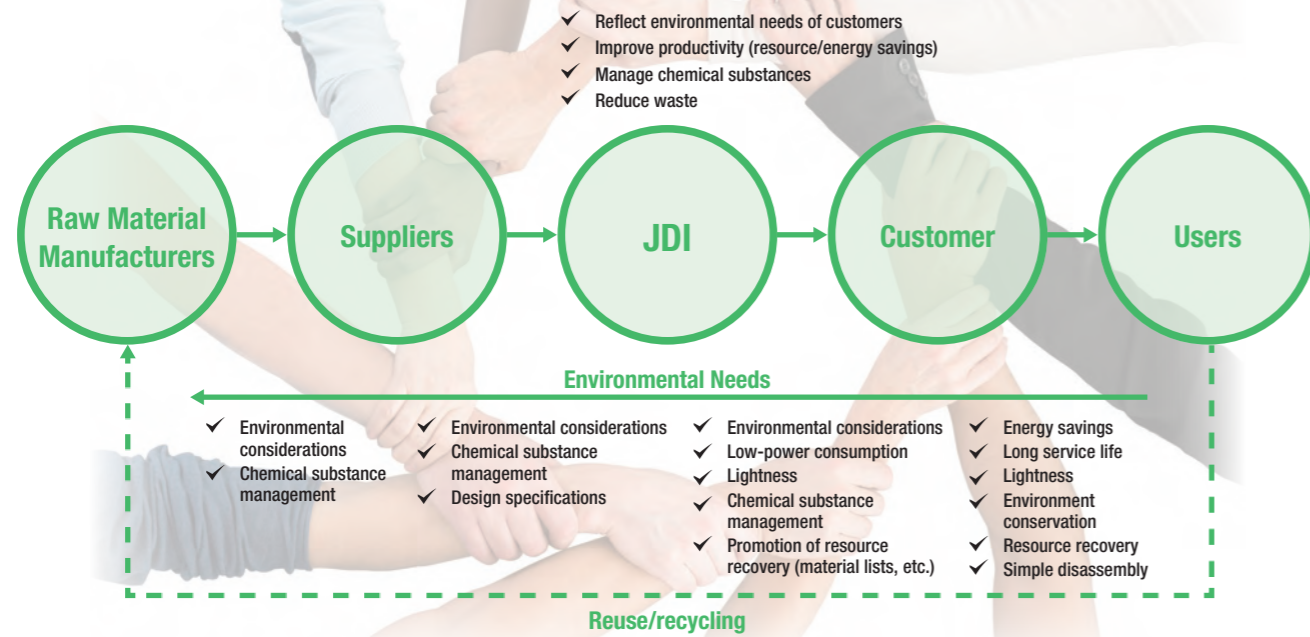 Reflect environmental needs of customers
Improve productivity (resource/energy savings)
Manage chemical substances
Reduce waste
Raw Material
Manufacturers
Suppliers
JDI
Customer
Users
Environmental Needs
Environmental
considerations
Chemical substance
management
Environmental considerations
Chemical substance
management
Design specifications
Environmental considerations
Low-power consumption
Lightness
Chemical substance
management
Promotion of resource
recovery (material lists, etc.)
Energy savings
Long service life
Lightness
Environment
conservation
Resource recovery
Simple disassembly
Reuse/recycling